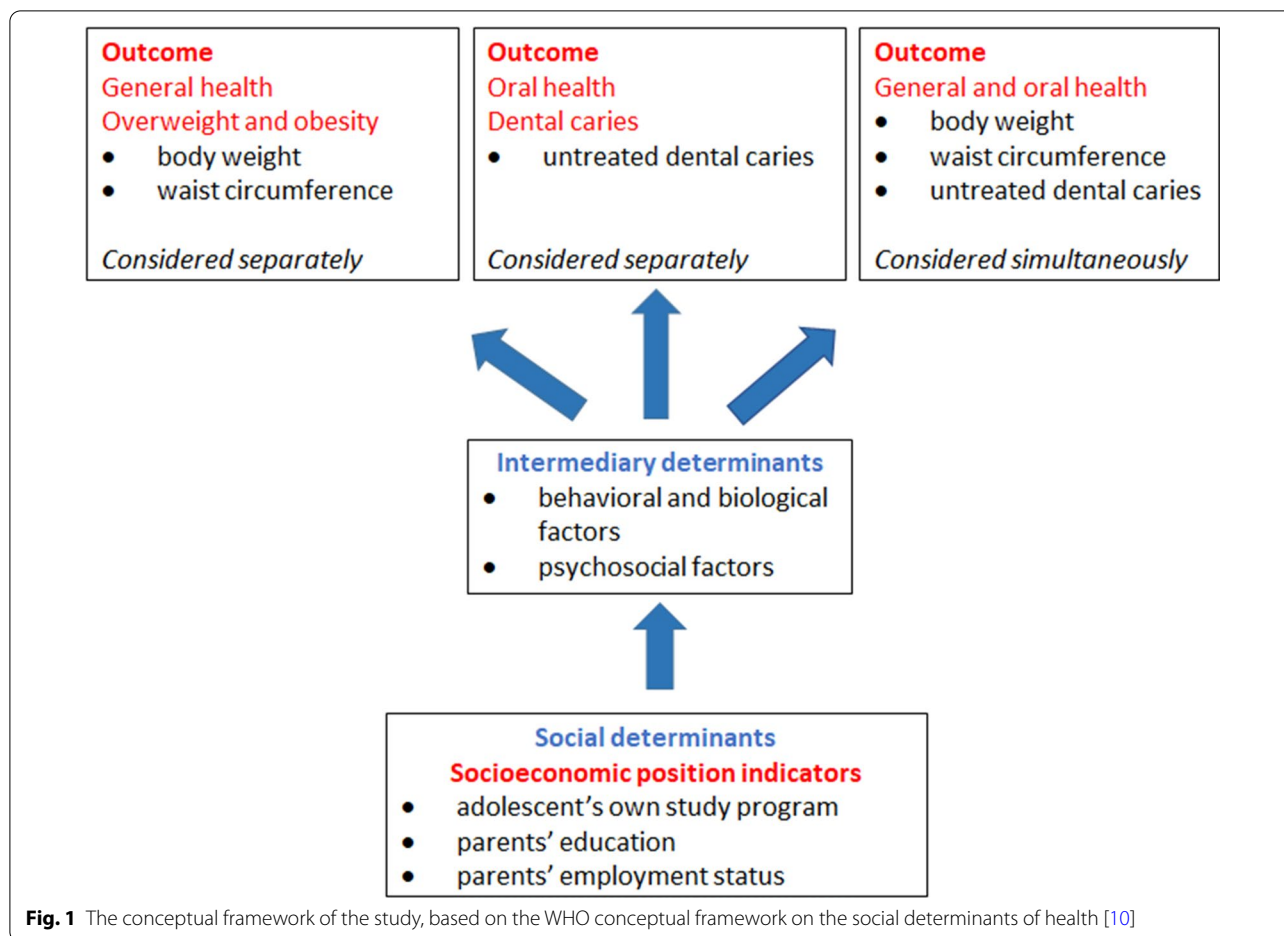 Outcome
General health
Overweight and obesity
• body weight
• waist circumference
Considered separately
Outcome
Oral health
Dental caries
• untreated dental caries
Considered separately
Outcome
General and oral health
• body weight
• waist circumference
• untreated dental caries
Considered simultaneously
Intermediary determinants
• behavioral and biological
factors
• psychosocial factors
Social determinants
Socioeconomic position indicators
• adolescent’s own study program
• parents’ education
• parents’ employment status
Fig. 1 The conceptual framework of the study, based on the WHO conceptual framework on the social determinants of health [10]